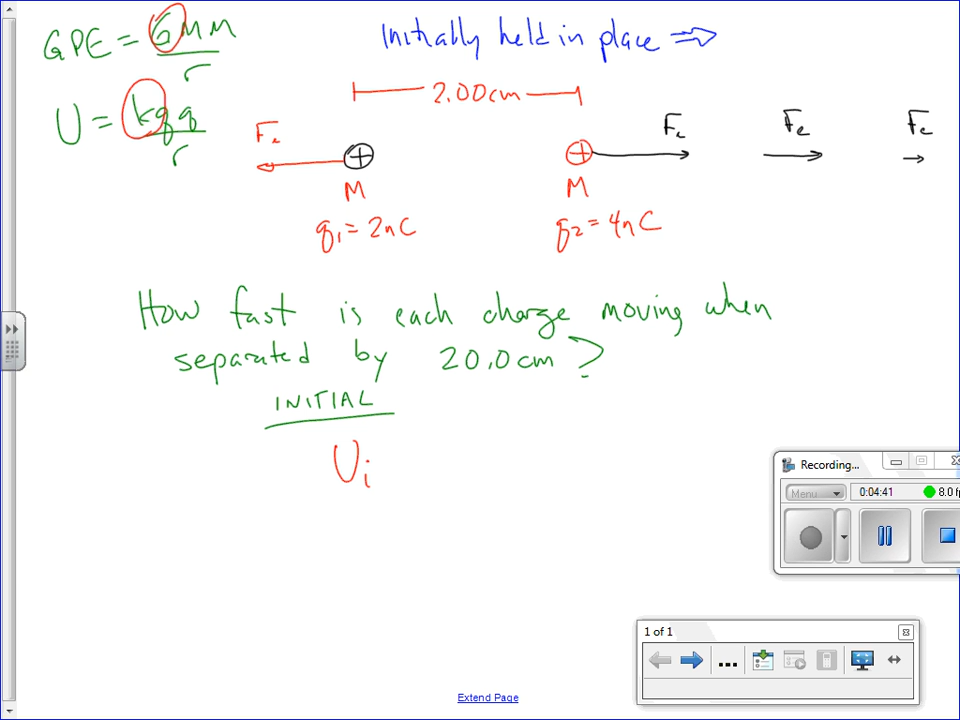 GPE = GMM
r
U = kqq
r
Initially held in place ⇒
2.00cm
Fe
Fe
Fe
Fe
M
M
q1 = 2nC
q2 = 4nC
How fast is each charge moving when
separated by 20.0cm?
INITIAL
Ui
Recording...
Menu
0:04:41
8.0 f
1 of 1
...
Extend Page